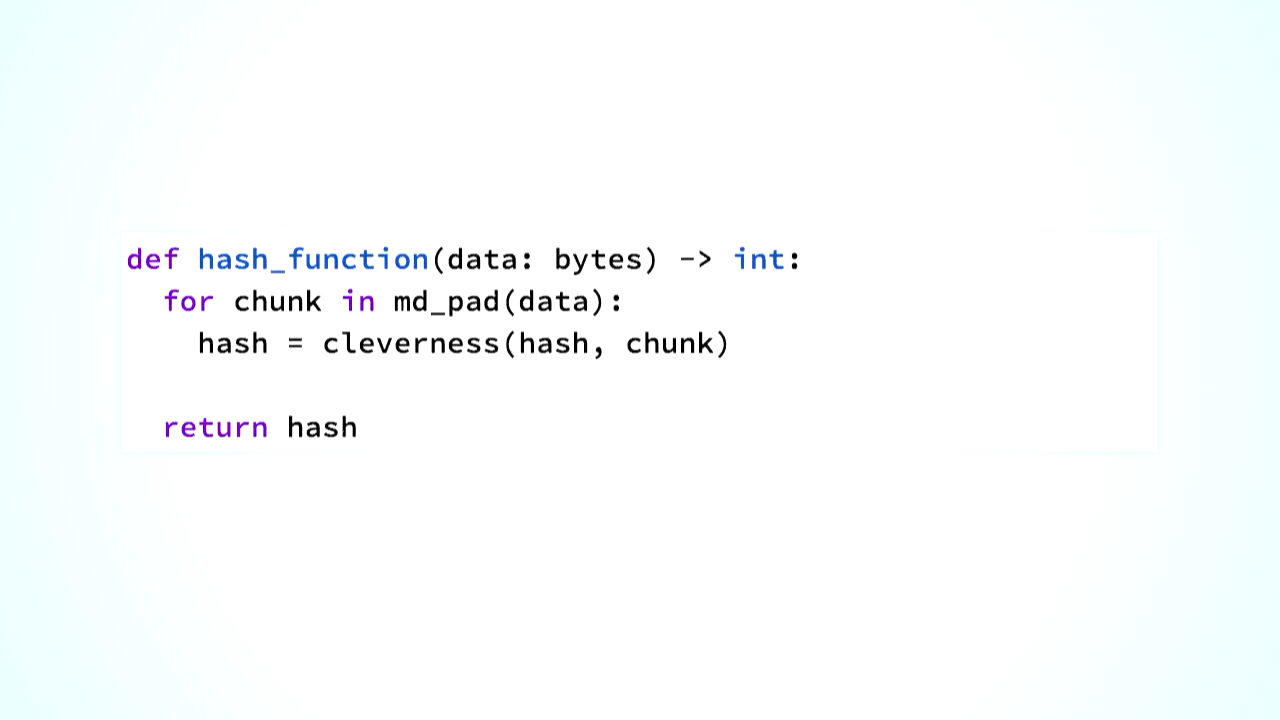 def hash_function(data: bytes) -> int:
  for chunk in md_pad(data):
    hash = cleverness(hash, chunk)

  return hash